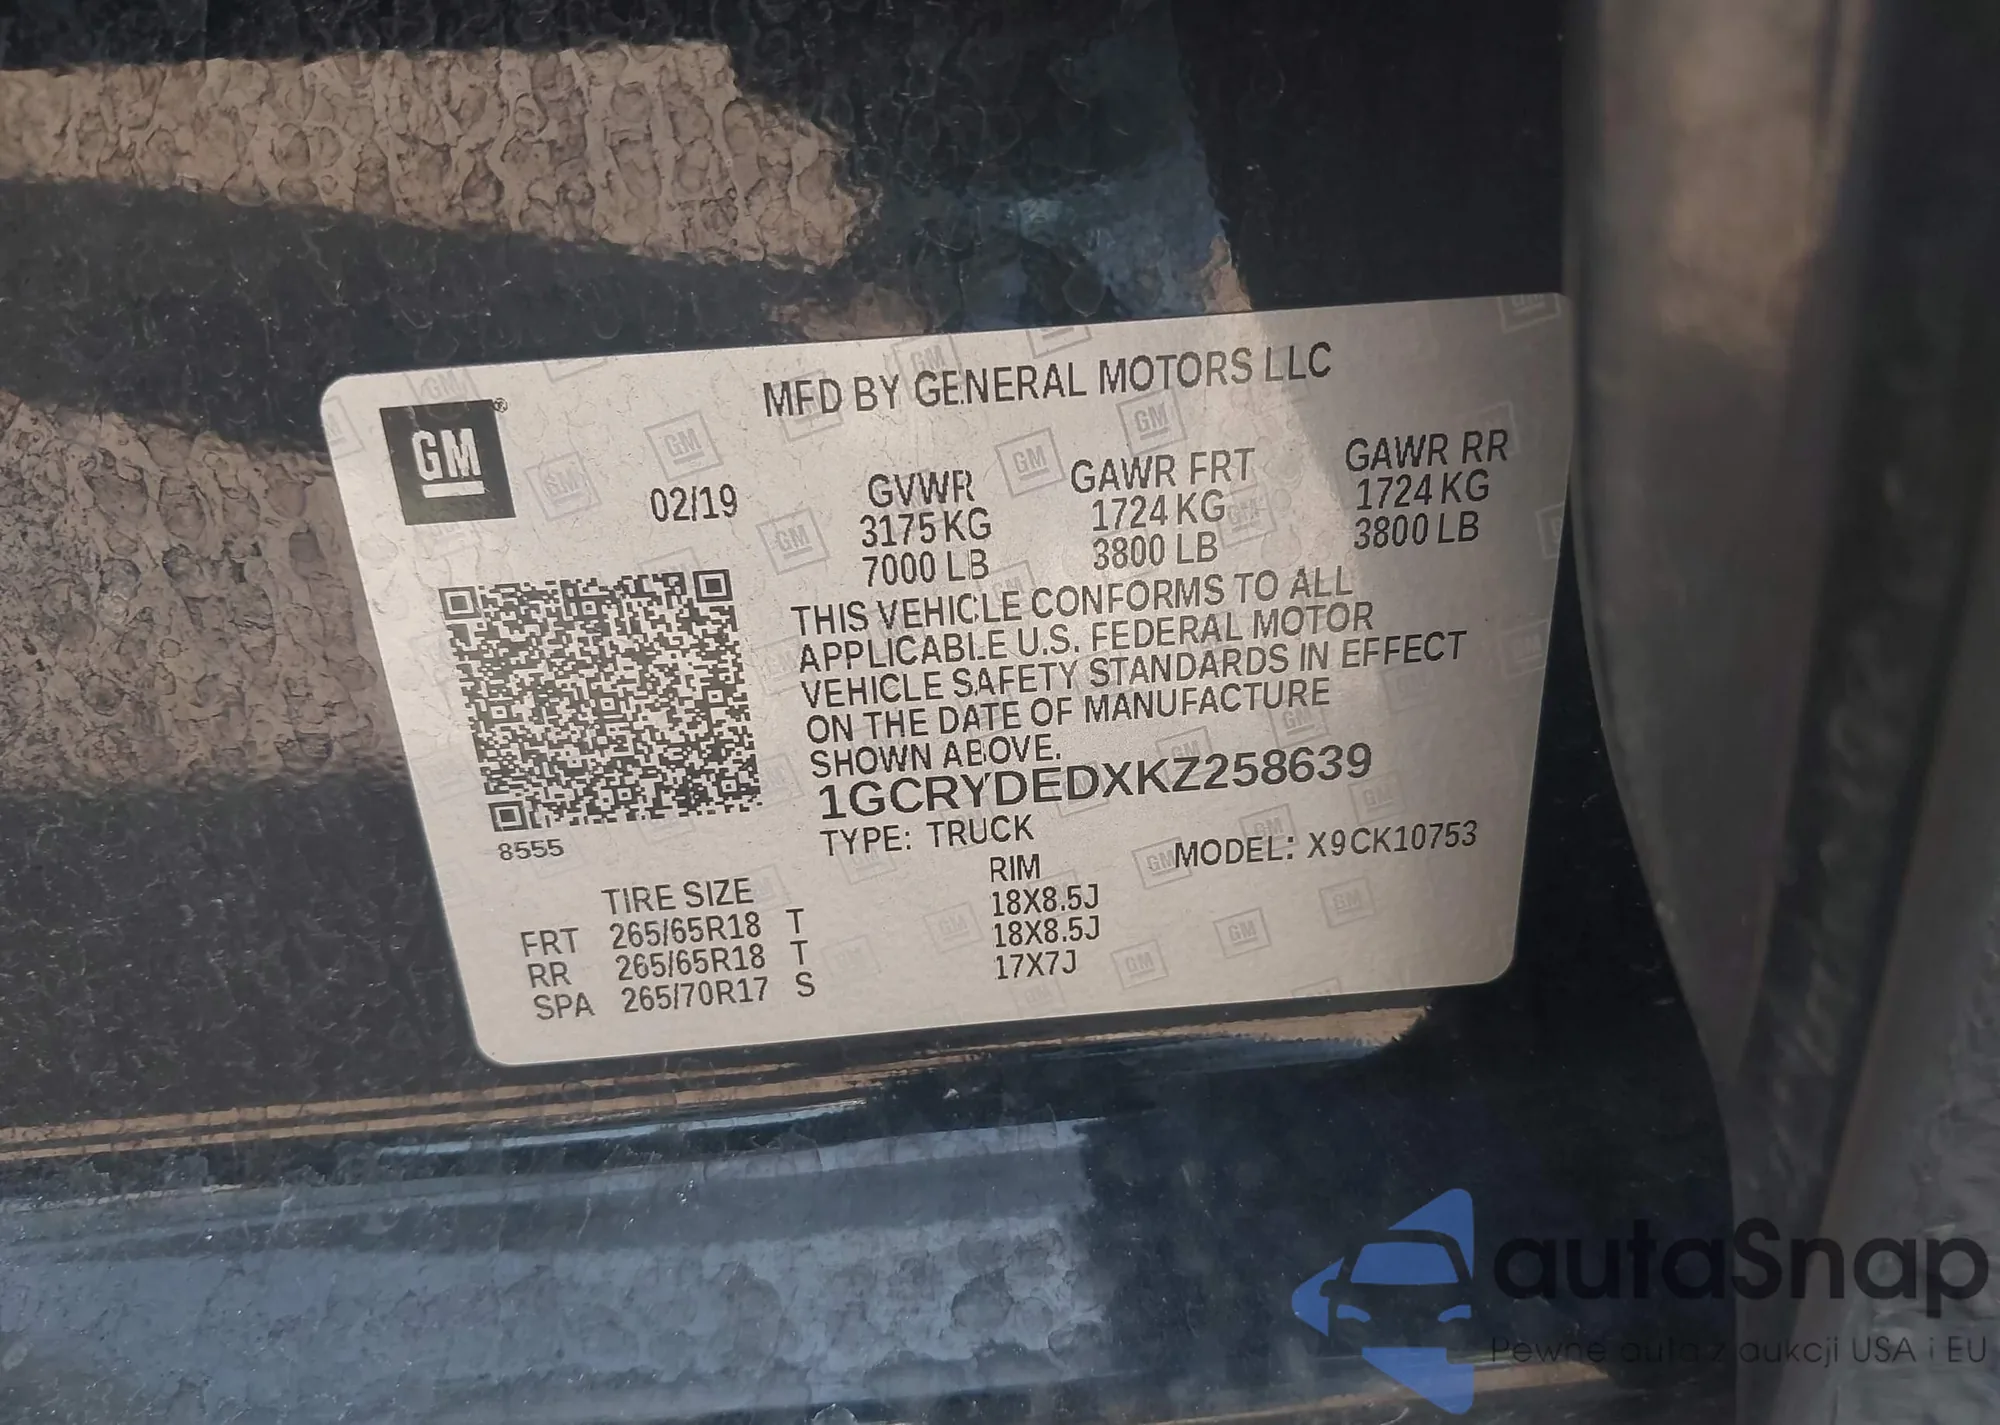 MFD BY GENERAL MOTORS LLC
GM®
02/19
GVWR GAWR FRT GAWR RR
3175 KG 1724 KG 1724 KG
7000 LB 3800 LB 3800 LB
THIS VEHICLE CONFORMS TO ALL
APPLICABLE U.S. FEDERAL MOTOR
VEHICLE SAFETY STANDARDS IN EFFECT
ON THE DATE OF MANUFACTURE
SHOWN ABOVE.
1GCRYDEDXKZ258639
TYPE: TRUCK MODEL: X9CK10753
8555
TIRE SIZE RIM
FRT 265/65R18 T 18X8.5J
RR 265/65R18 T 18X8.5J
SPA 265/70R17 S 17X7J
autaSnap
Pewne auta z aukcji USA i EU